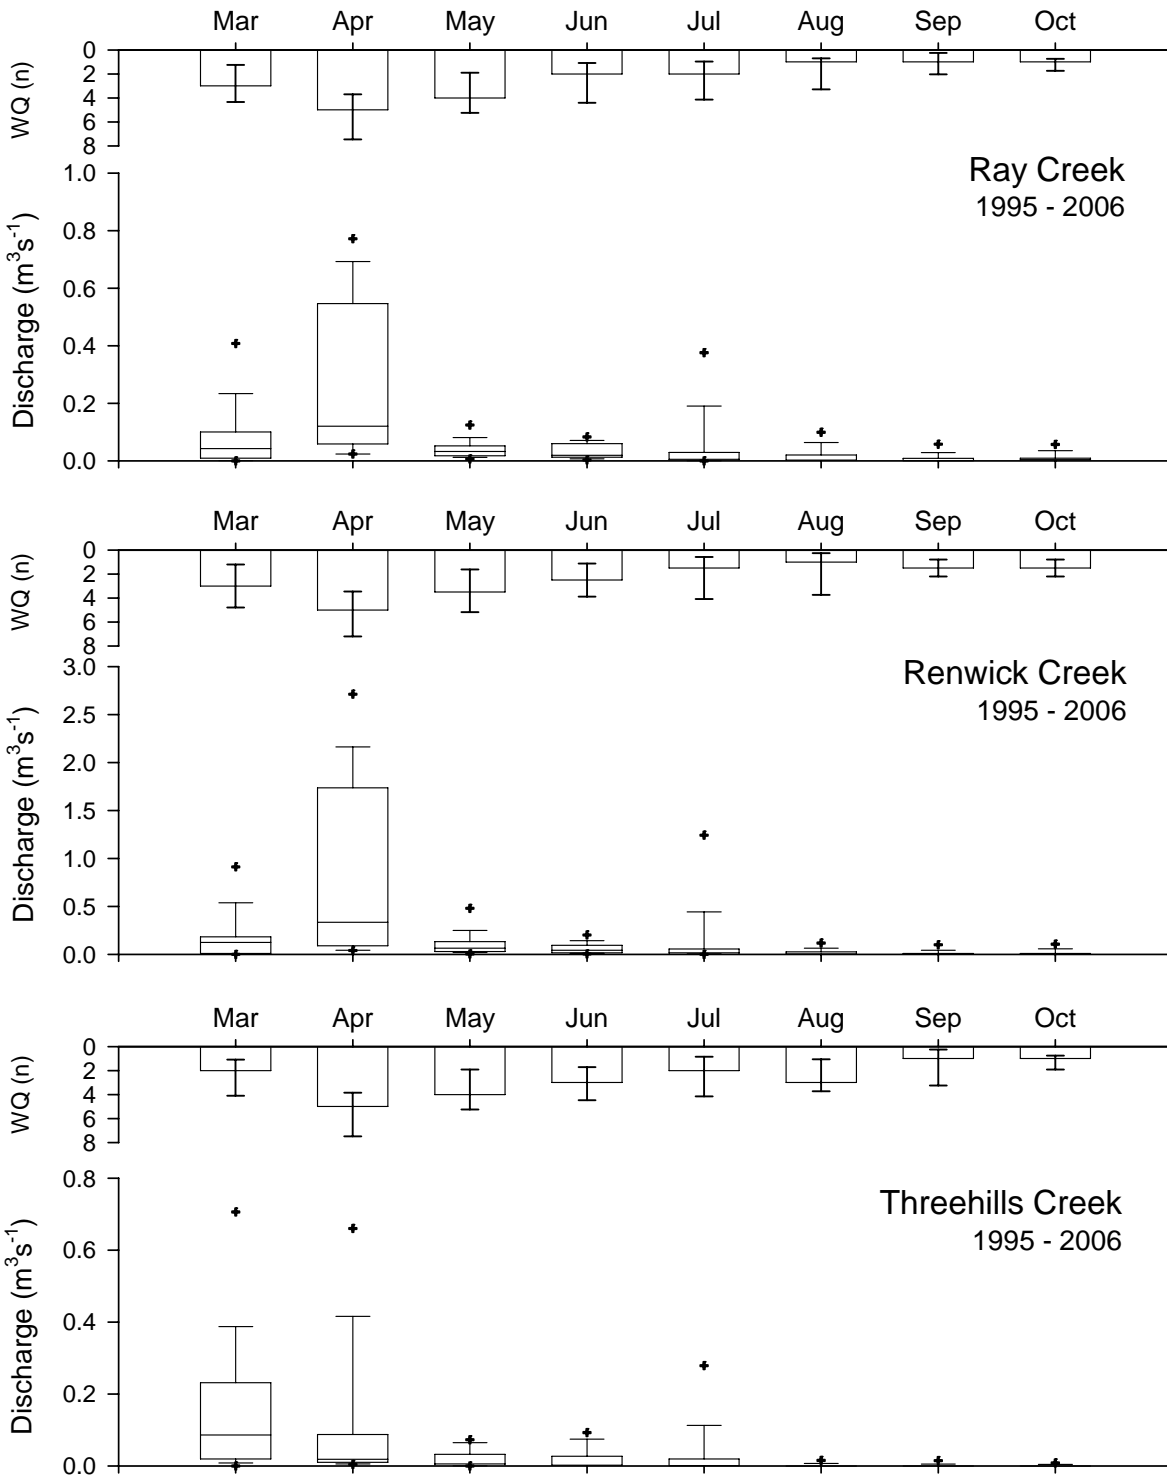 Mar Apr May Jun Jul Aug Sep Oct
WQ (n)
0
2
4
6
8
Ray Creek
1995 - 2006
Discharge (m³s⁻¹)
1.0
0.8
0.6
0.4
0.2
0.0
Mar Apr May Jun Jul Aug Sep Oct
WQ (n)
0
2
4
6
8
Renwick Creek
1995 - 2006
Discharge (m³s⁻¹)
3.0
2.5
2.0
1.5
1.0
0.5
0.0
Mar Apr May Jun Jul Aug Sep Oct
WQ (n)
0
2
4
6
8
Threehills Creek
1995 - 2006
Discharge (m³s⁻¹)
0.8
0.6
0.4
0.2
0.0